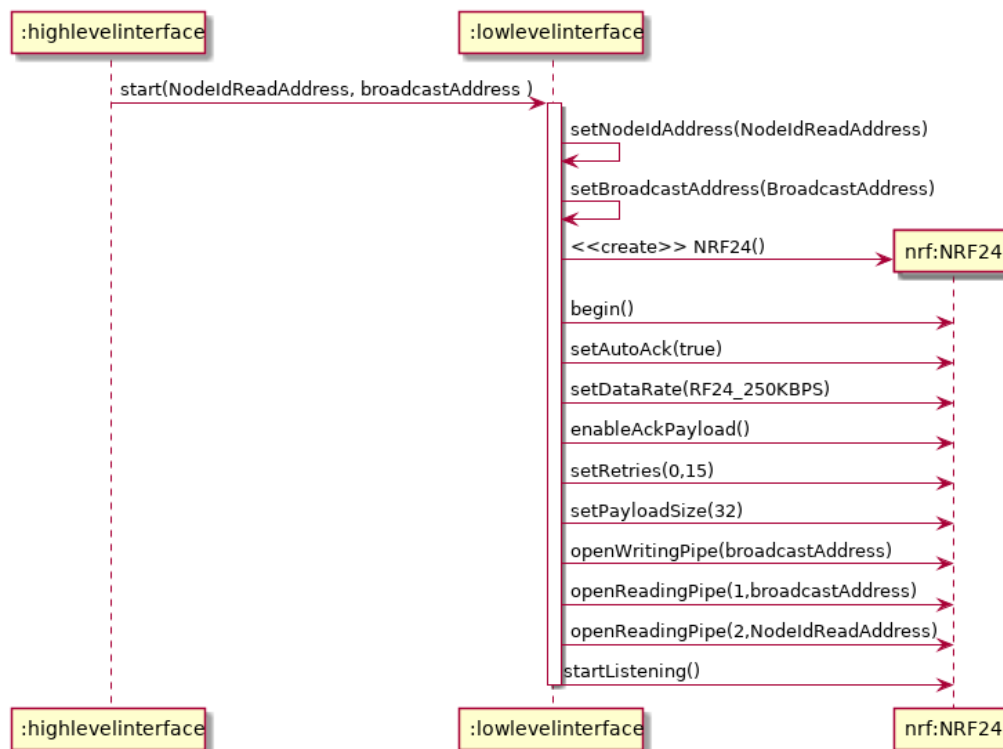 :highlevelinterface :lowlevelinterface
start(NodeIdReadAddress, broadcastAddress )
setNodeIdAddress(NodeIdReadAddress)
setBroadcastAddress(BroadcastAddress)
<<create>> NRF24()
nrf:NRF24
begin()
setAutoAck(true)
setDataRate(RF24_250KBPS)
enableAckPayload()
setRetries(0,15)
setPayloadSize(32)
openWritingPipe(broadcastAddress)
openReadingPipe(1,broadcastAddress)
openReadingPipe(2,NodeIdReadAddress)
startListening()
:highlevelinterface :lowlevelinterface nrf:NRF24